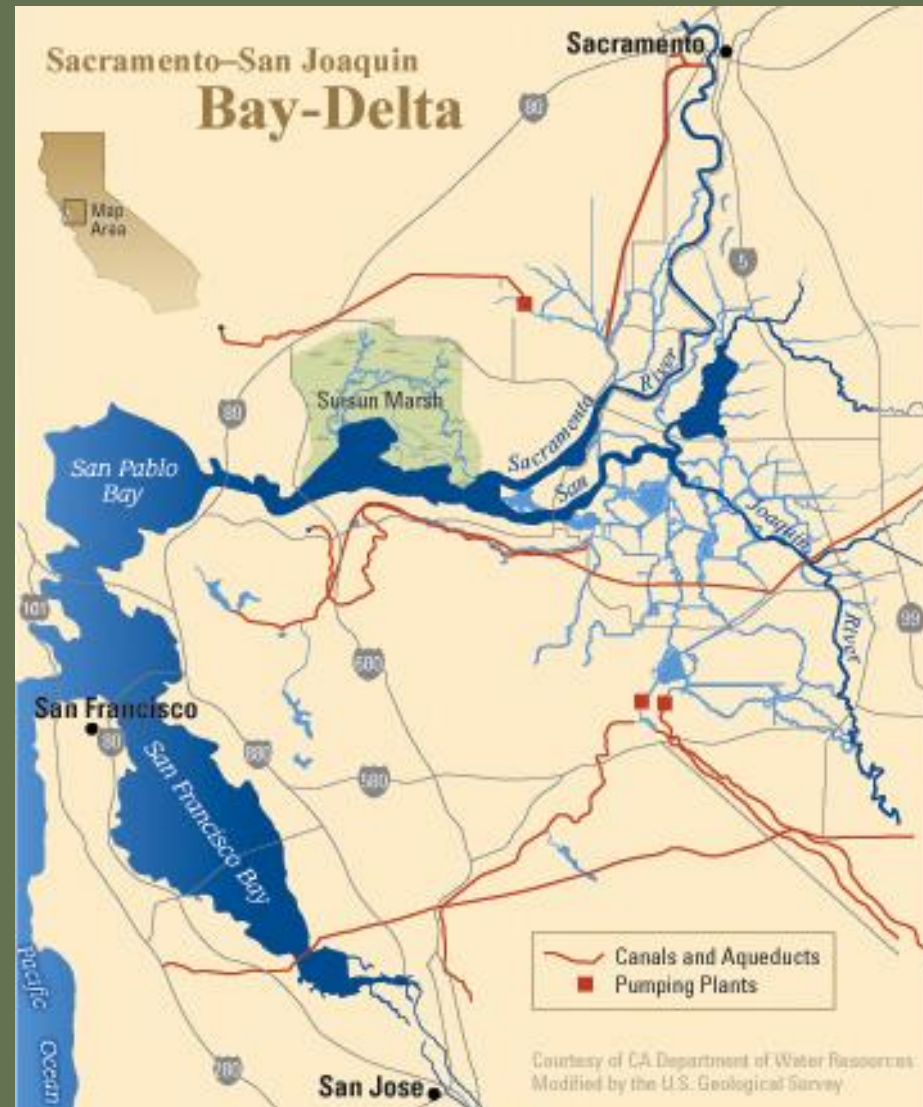 Sacramento–San Joaquin
Bay-Delta
Sacramento
80
Map
Area
5
Suisun Marsh
80
Sacramento
River
San Pablo
Bay
San
Joaquin
River
101
99
680
San Francisco
80
880
580
San Francisco Bay
Canals and Aqueducts
Pumping Plants
Pacific
Ocean
280
San Jose
Courtesy of CA Department of Water Resources
Modified by the U.S. Geological Survey